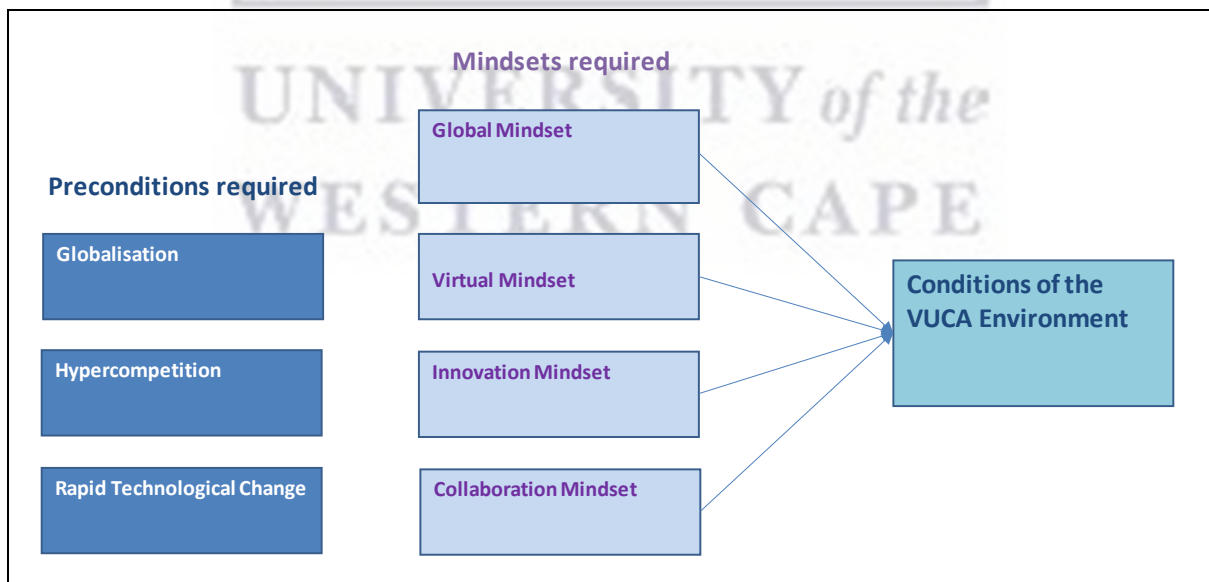 UNIVERSITY of the
WESTERN CAPE
Mindsets required
Global Mindset
Preconditions required
Globalisation
Virtual Mindset
Conditions of the
VUCA Environment
Hypercompetition
Innovation Mindset
Rapid Technological Change
Collaboration Mindset